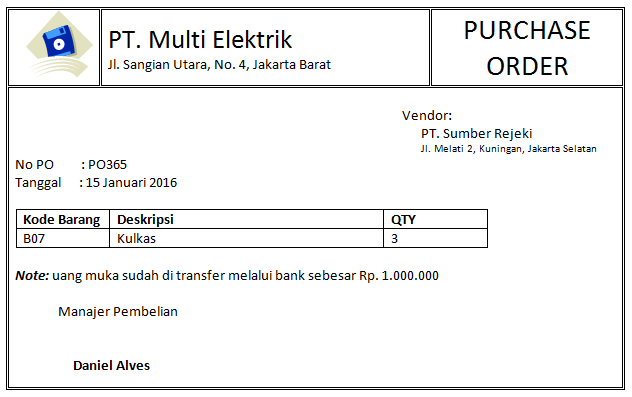 PT. Multi Elektrik
Jl. Sangian Utara, No. 4, Jakarta Barat
PURCHASE
ORDER
Vendor:
PT. Sumber Rejeki
Jl. Melati 2, Kuningan, Jakarta Selatan
No PO : PO365
Tanggal : 15 Januari 2016
Kode Barang Deskripsi QTY
B07 Kulkas 3
Note: uang muka sudah di transfer melalui bank sebesar Rp. 1.000.000
Manajer Pembelian
Daniel Alves